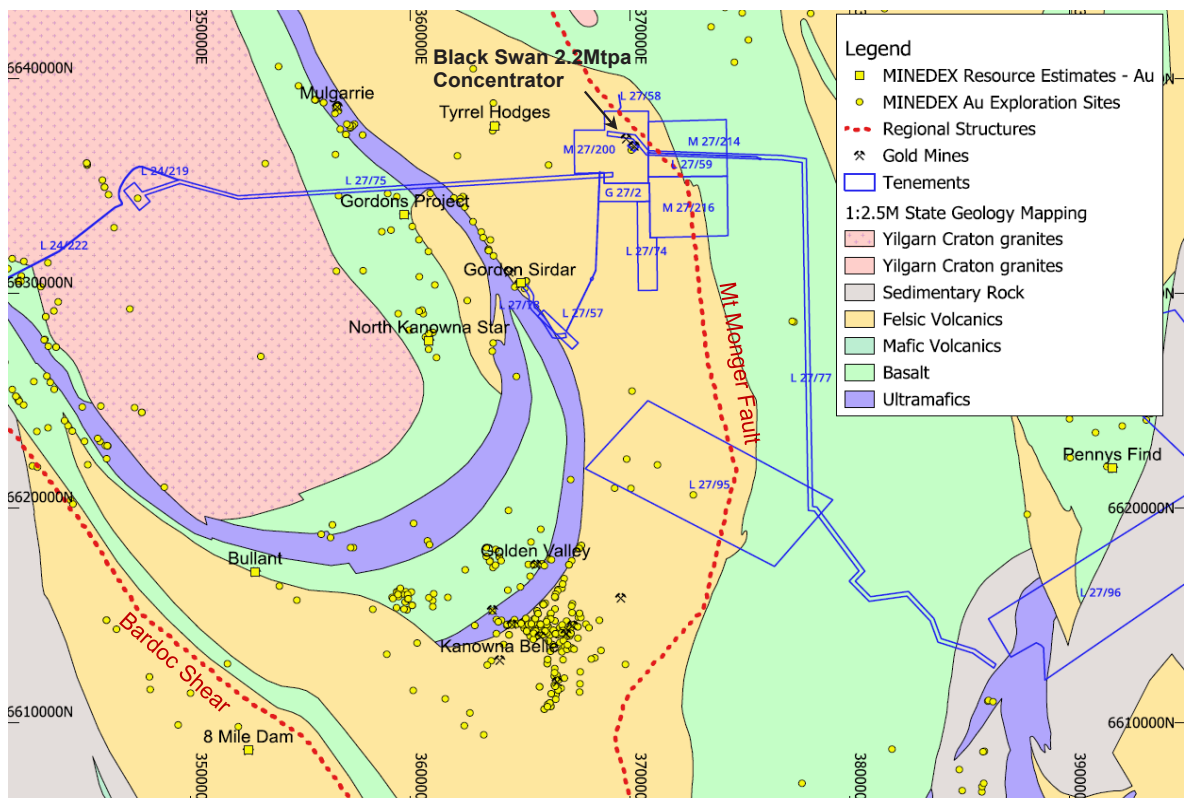 350000E
360000E
370000E
6640000N
Black Swan 2.2Mtpa
Concentrator
Mulgarrie
Tyrrel Hodges
L 27/58
M 27/200
M 27/214
L 27/59
L 24/219
L 27/75
G 27/2
M 27/216
Gordons Project
L 24/222
L 27/74
Gordon Sirdar
6630000N
L 27/57
North Kanowna Star
Mt Monger Fault
L 27/77
Legend
MINEDEX Resource Estimates - Au
MINEDEX Au Exploration Sites
Regional Structures
Gold Mines
Tenements
1:2.5M State Geology Mapping
Yilgarn Craton granites
Yilgarn Craton granites
Sedimentary Rock
Felsic Volcanics
Mafic Volcanics
Basalt
Ultramafics
Pennys Find
L 27/95
6620000N
6620000N
Golden Valley
Bullant
L 27/96
Kanowna Belle
Bardoc Shear
6610000N
6610000N
8 Mile Dam
350000E
360000E
370000E
380000E
390000E